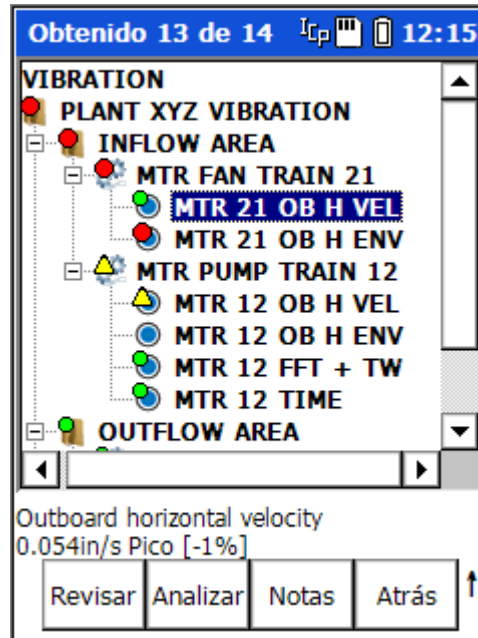 Obtenido 13 de 14 Icp 12:15
VIBRATION
PLANT XYZ VIBRATION
INFLOW AREA
MTR FAN TRAIN 21
MTR 21 OB H VEL
MTR 21 OB H ENV
MTR PUMP TRAIN 12
MTR 12 OB H VEL
MTR 12 OB H ENV
MTR 12 FFT + TW
MTR 12 TIME
OUTFLOW AREA
Outboard horizontal velocity
0.054in/s Pico [-1%]
Revisar Analizar Notas Atrás